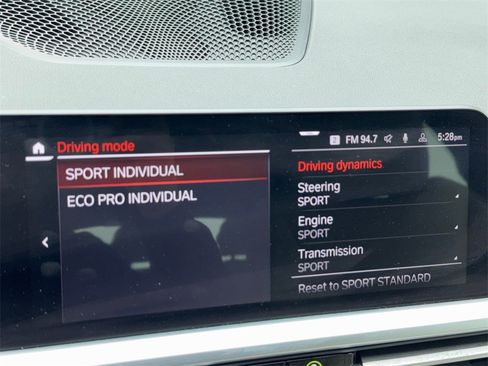 Driving mode
SPORT INDIVIDUAL
ECO PRO INDIVIDUAL
FM 94.7
5:28pm
Driving dynamics
Steering
SPORT
Engine
SPORT
Transmission
SPORT
Reset to SPORT STANDARD